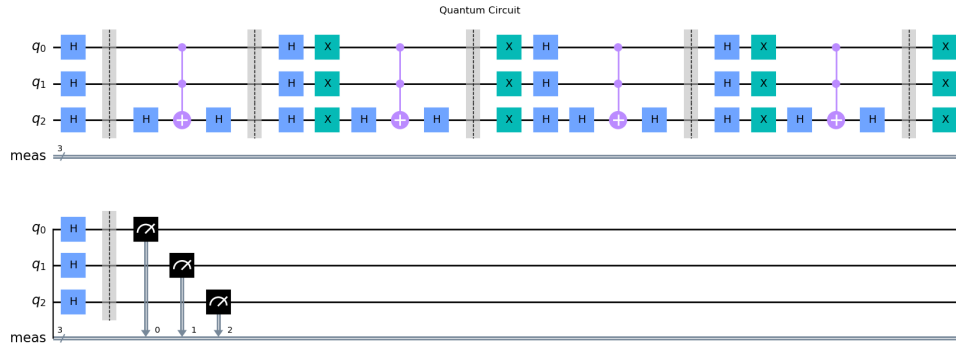 Quantum Circuit
q0 H H X X H H X X
q1 H H X X H H X X
q2 H H H H X H H X H H H H X H H X
meas 3
q0 H
q1 H
q2 H
meas 3 0 1 2